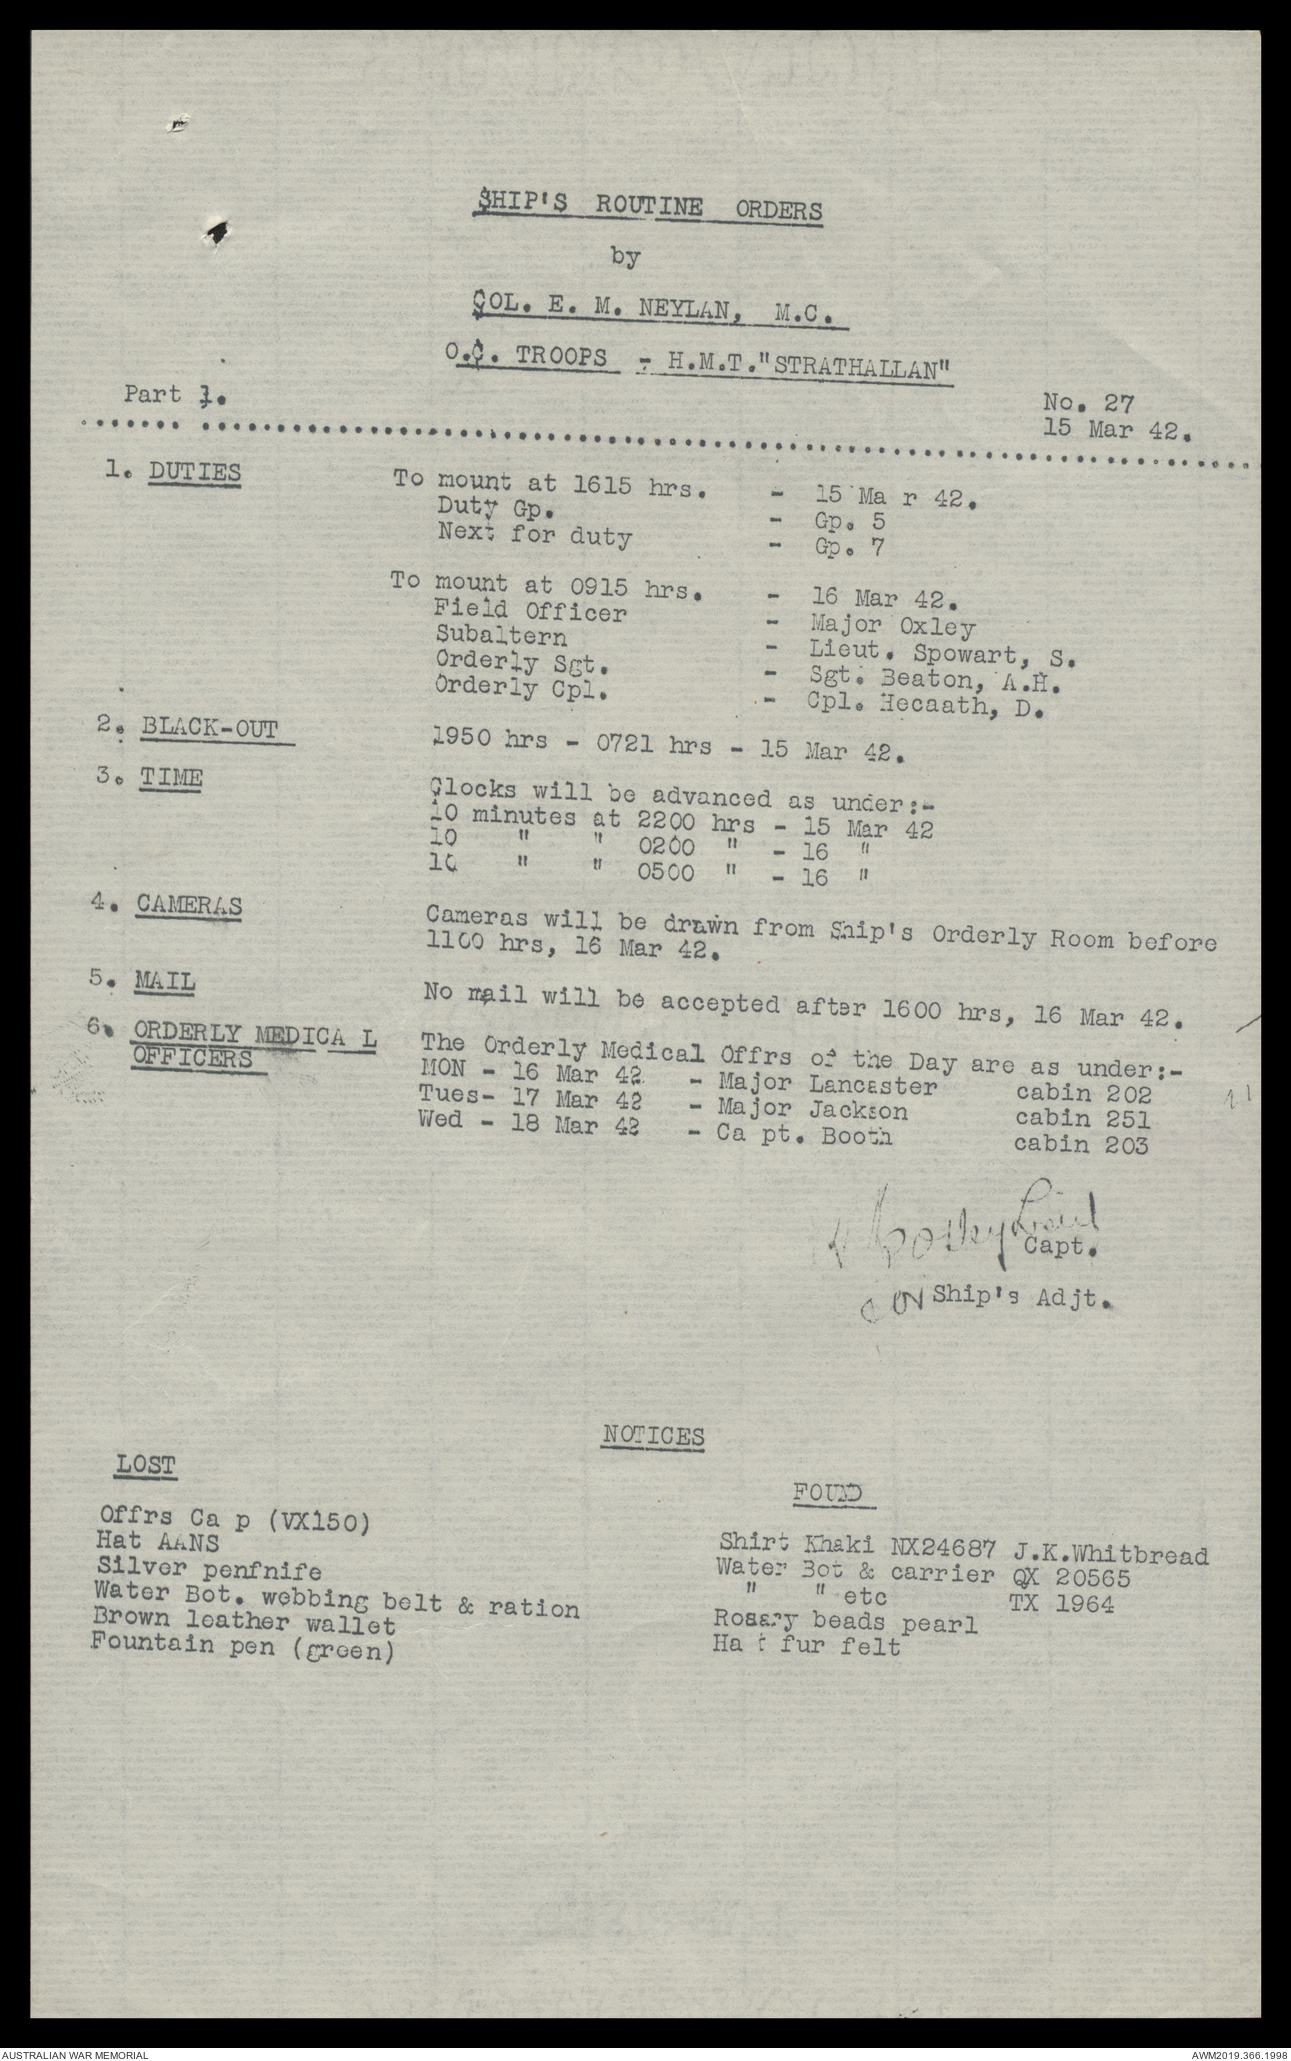 SHIP'S ROUTINE ORDERS
by
COL. E. M. NEYLAN, M.C.
O.C. TROOPS - H.M.T."STRATHALLAN"
Part 1.
No. 27
15 Mar 42.
1. DUTIES To mount at 1615 hrs. - 15 Ma r 42.
Duty Gp. - Gp. 5
Next for duty - Gp. 7
To mount at 0915 hrs. - 16 Mar 42.
Field Officer - Major Oxley
Subaltern - Lieut. Spowart, S.
Orderly Sgt. - Sgt. Beaton, A.H.
Orderly Cpl. - Cpl. Hecaath, D.
2. BLACK-OUT 1950 hrs - 0721 hrs - 15 Mar 42.
3. TIME Clocks will be advanced as under:-
10 minutes at 2200 hrs - 15 Mar 42
10 " " 0200 " - 16 "
10 " " 0500 " - 16 "
4. CAMERAS Cameras will be drawn from Ship's Orderly Room before
1100 hrs, 16 Mar 42.
5. MAIL No mail will be accepted after 1600 hrs, 16 Mar 42.
6. ORDERLY MEDICA L The Orderly Medical Offrs of the Day are as under:-
OFFICERS MON - 16 Mar 42 - Major Lancaster cabin 202
Tues- 17 Mar 42 - Major Jackson cabin 251
Wed - 18 Mar 42 - Ca pt. Booth cabin 203
Lieut
Capt.
Ship's Adjt.
NOTICES
LOST
Offrs Ca p (VX150)
Hat AANS
Silver penfnife
Water Bot. webbing belt & ration
Brown leather wallet
Fountain pen (green)
FOUND
Shirt Khaki NX24687 J.K.Whitbread
Water Bot & carrier QX 20565
" " etc TX 1964
Rosary beads pearl
Ha t fur felt
AUSTRALIAN WAR MEMORIAL
AWM2019.366.1998